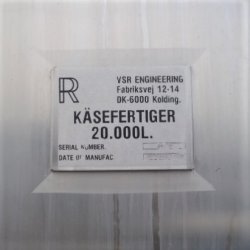 R
VSR ENGINEERING
Fabriksvej 12-14
DK-6000 Kolding.
KÄSEFERTIGER
20.000L.
SERIAL NUMBER.
DATE OF MANUFAC